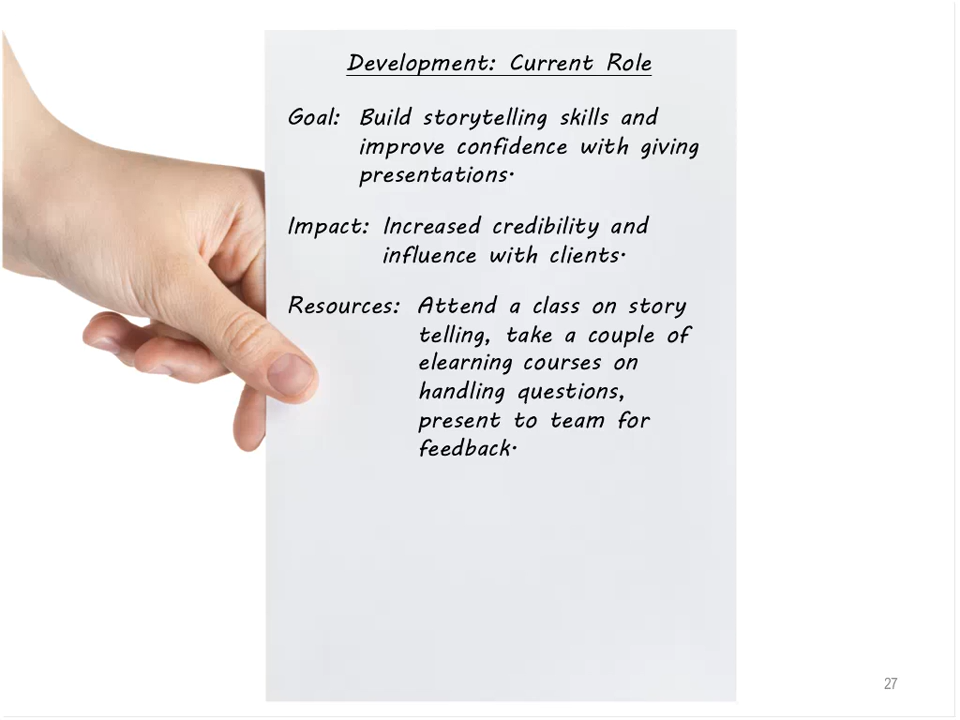 Development: Current Role
Goal: Build storytelling skills and
improve confidence with giving
presentations.
Impact: Increased credibility and
influence with clients.
Resources: Attend a class on story
telling, take a couple of
elearning courses on
handling questions,
present to team for
feedback.
27